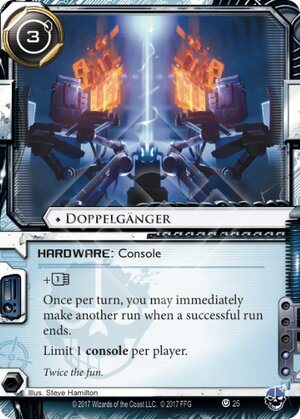 3
♦ Doppelgänger
HARDWARE: Console
+1
Once per turn, you may immediately
make another run when a successful run
ends.
Limit 1 console per player.
Twice the fun.
Illus. Steve Hamilton
© 2017 Wizards of the Coast LLC. © 2017 FFG
25